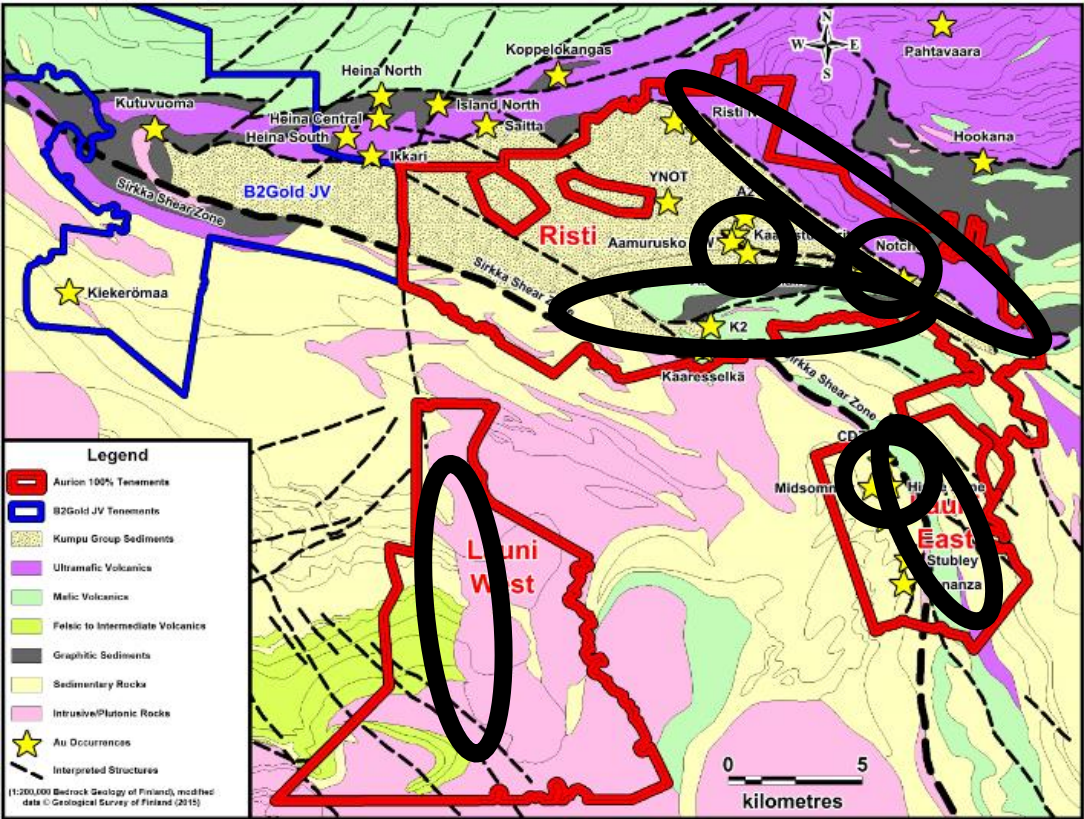 N
W E
S
Pahtavaara
Koppelokangas
Heina North
Kutuvuoma
Island North
Heina Central
Saitta
Heina South
Ikkari
Risti
Hookana
B2Gold JV
YNOT
Sirkka Shear Zone
Risti
Aamurusko
Notch
Sirkka Shear
Kiekerömaa
K2
Kaaresselkä
Sirkka Shear Zone
Launi
West
East
Stubley
Legend
Aurion 100% Tenements
B2Gold JV Tenements
Kumpu Group Sediments
Ultramafic Volcanics
Mafic Volcanics
Felsic to Intermediate Volcanics
Graphitic Sediments
Sedimentary Rocks
Intrusive/Plutonic Rocks
Au Occurrences
Interpreted Structures
(1:200,000 Bedrock Geology of Finland), modified
data © Geological Survey of Finland (2015)
0 5
kilometres